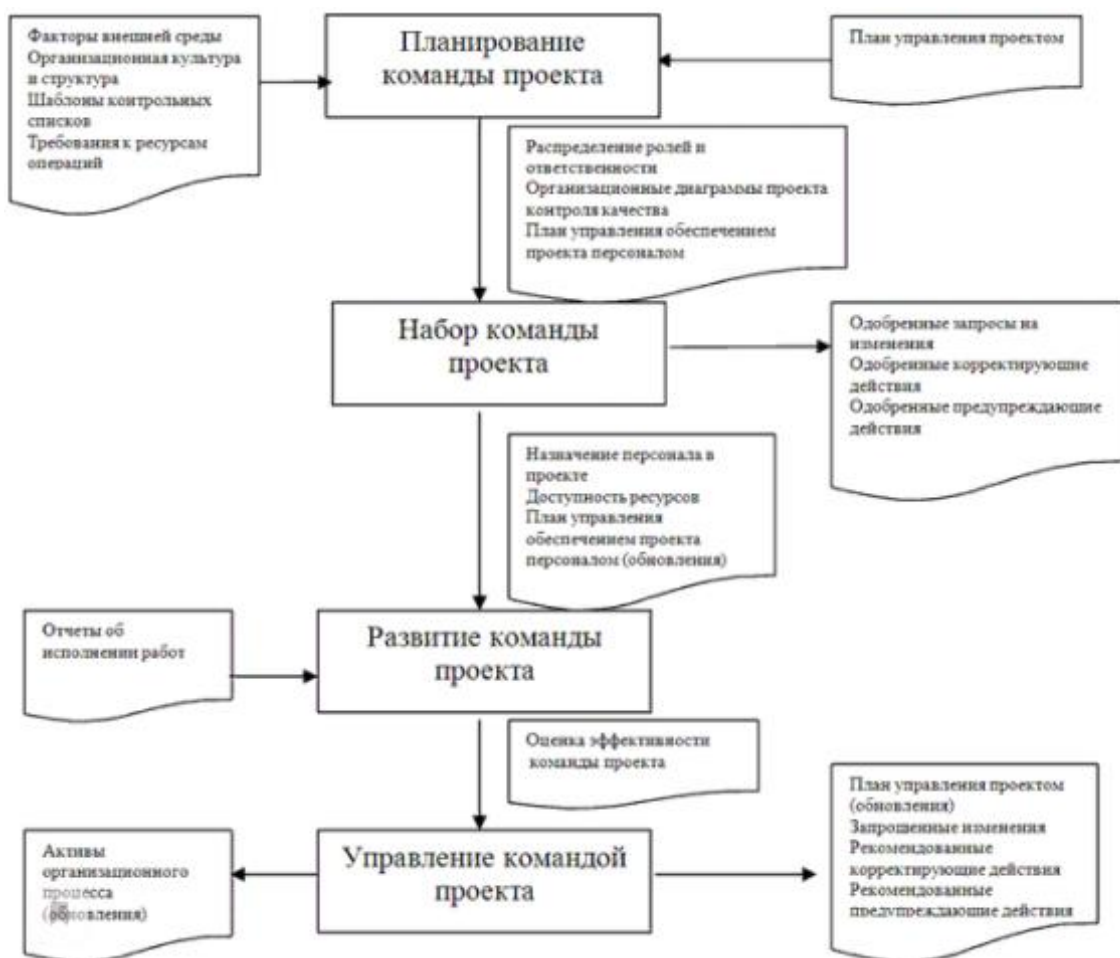 Факторы внешней среды
Организационная культура
и структура
Шаблоны контрольных
списков
Требования к ресурсам
операций
Планирование
команды проекта
План управления проектом
Распределение ролей и
ответственности
Организационные диаграммы проекта
контроля качества
План управления обеспечением
проекта персоналом
Набор команды
проекта
Одобренные запросы на
изменения
Одобренные корректирующие
действия
Одобренные предупреждающие
действия
Назначение персонала в
проекте
Доступность ресурсов
План управления
обеспечением проекта
персоналом (обновления)
Отчеты об
исполнении работ
Развитие команды
проекта
Оценка эффективности
команды проекта
Активы
организационного
процесса
(обновления)
Управление командой
проекта
План управления проектом
(обновления)
Запрошенные изменения
Рекомендованные
корректирующие действия
Рекомендованные
предупреждающие действия